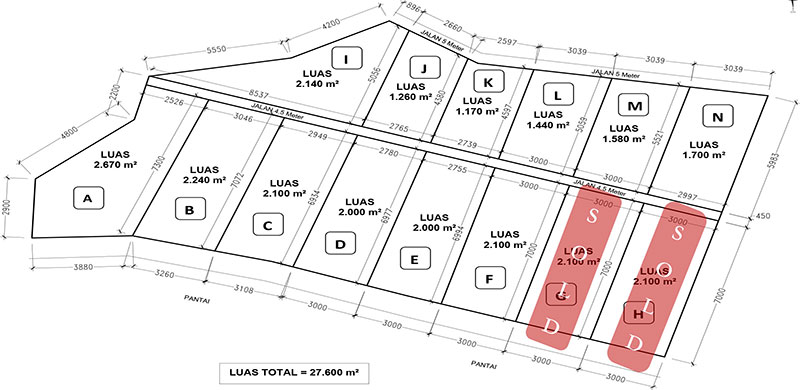 896
2660
4200
JALAN 5 Meter
2597
3039
3039
3039
5550
I
LUAS
2.140 m²
5056
J
LUAS
1.260 m²
4380
K
LUAS
1.170 m²
4597
L
LUAS
1.440 m²
5059
JALAN 5 Meter
M
LUAS
1.580 m²
5521
N
LUAS
1.700 m²
5983
8537
2765
2739
3000
3000
2997
450
2200
JALAN 4.5 Meter
JALAN 4.5 Meter
2526
3046
2949
2780
2755
3000
3000
3000
4800
2900
LUAS
2.670 m²
A
7300
LUAS
2.240 m²
B
7072
LUAS
2.100 m²
C
6934
LUAS
2.000 m²
D
6977
LUAS
2.000 m²
E
6994
LUAS
2.100 m²
F
7000
LUAS
2.100 m²
G
SOLD
7000
LUAS
2.100 m²
H
SOLD
7000
3880
3260
3108
3000
3000
3000
3000
3000
PANTAI
PANTAI
LUAS TOTAL = 27.600 m²